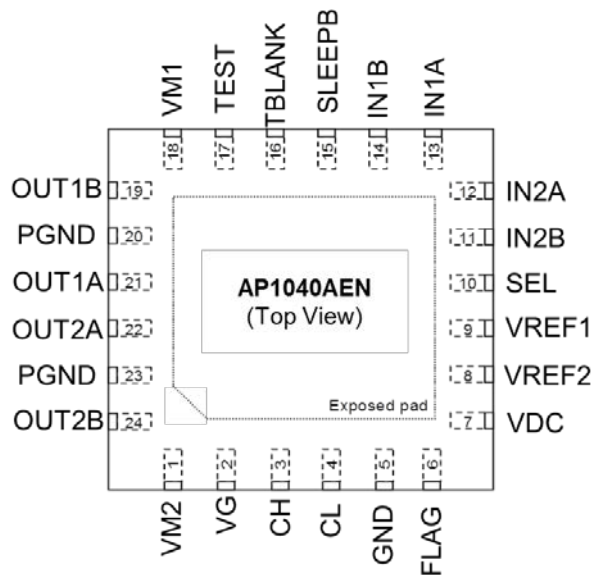 VM1 TEST TBLANK SLEEPB IN1B IN1A
18 17 16 15 14 13
OUT1B 19 12 IN2A
PGND 20 11 IN2B
OUT1A 21 10 SEL
AP1040AEN
(Top View)
OUT2A 22 9 VREF1
PGND 23 8 VREF2
Exposed pad
OUT2B 24 7 VDC
1 2 3 4 5 6
VM2 VG CH CL GND FLAG